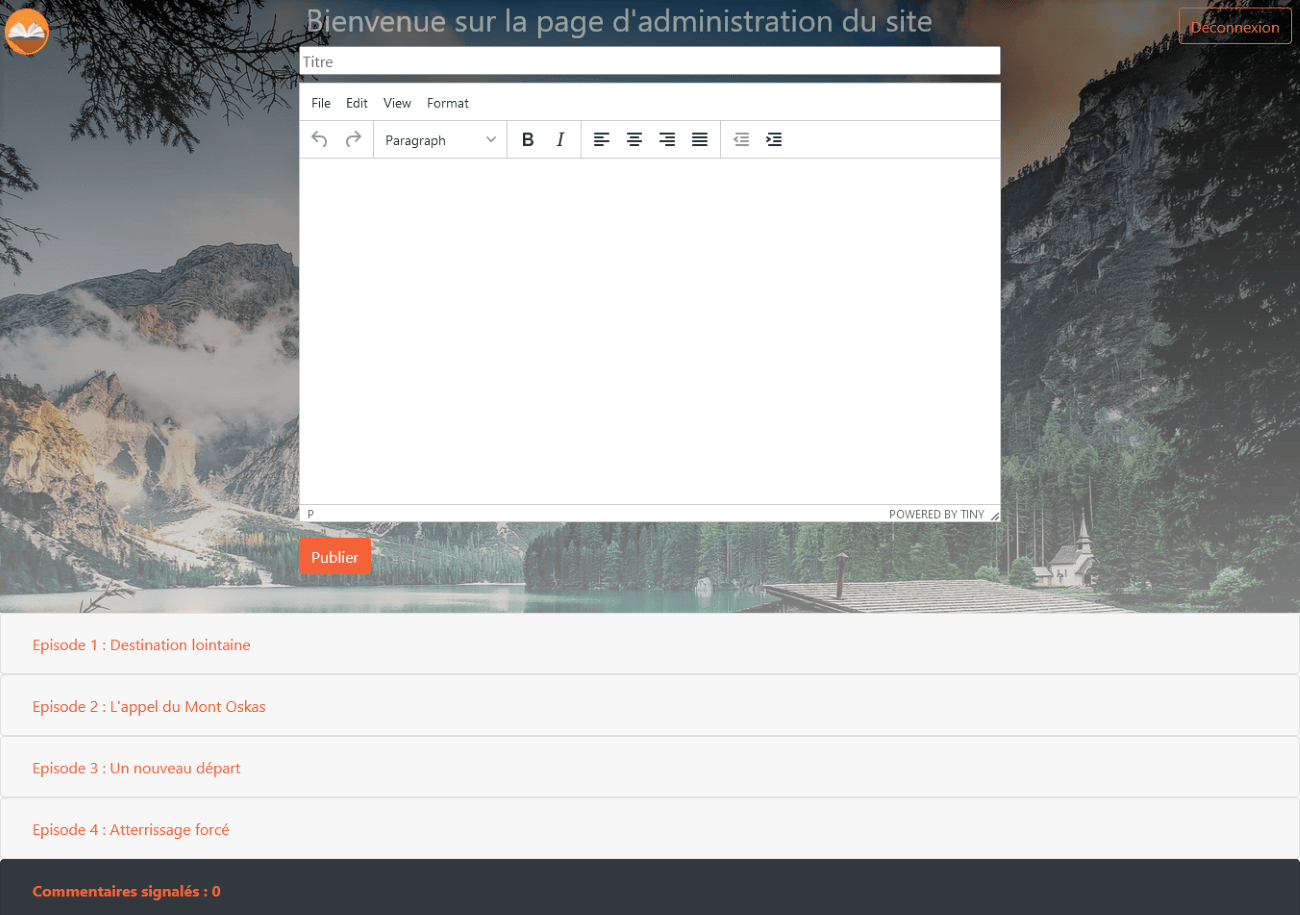 Bienvenue sur la page d'administration du site
Déconnexion
Titre
File Edit View Format
Paragraph B I
P POWERED BY TINY
Publier
Episode 1 : Destination lointaine
Episode 2 : L'appel du Mont Oskas
Episode 3 : Un nouveau départ
Episode 4 : Atterrissage forcé
Commentaires signalés : 0